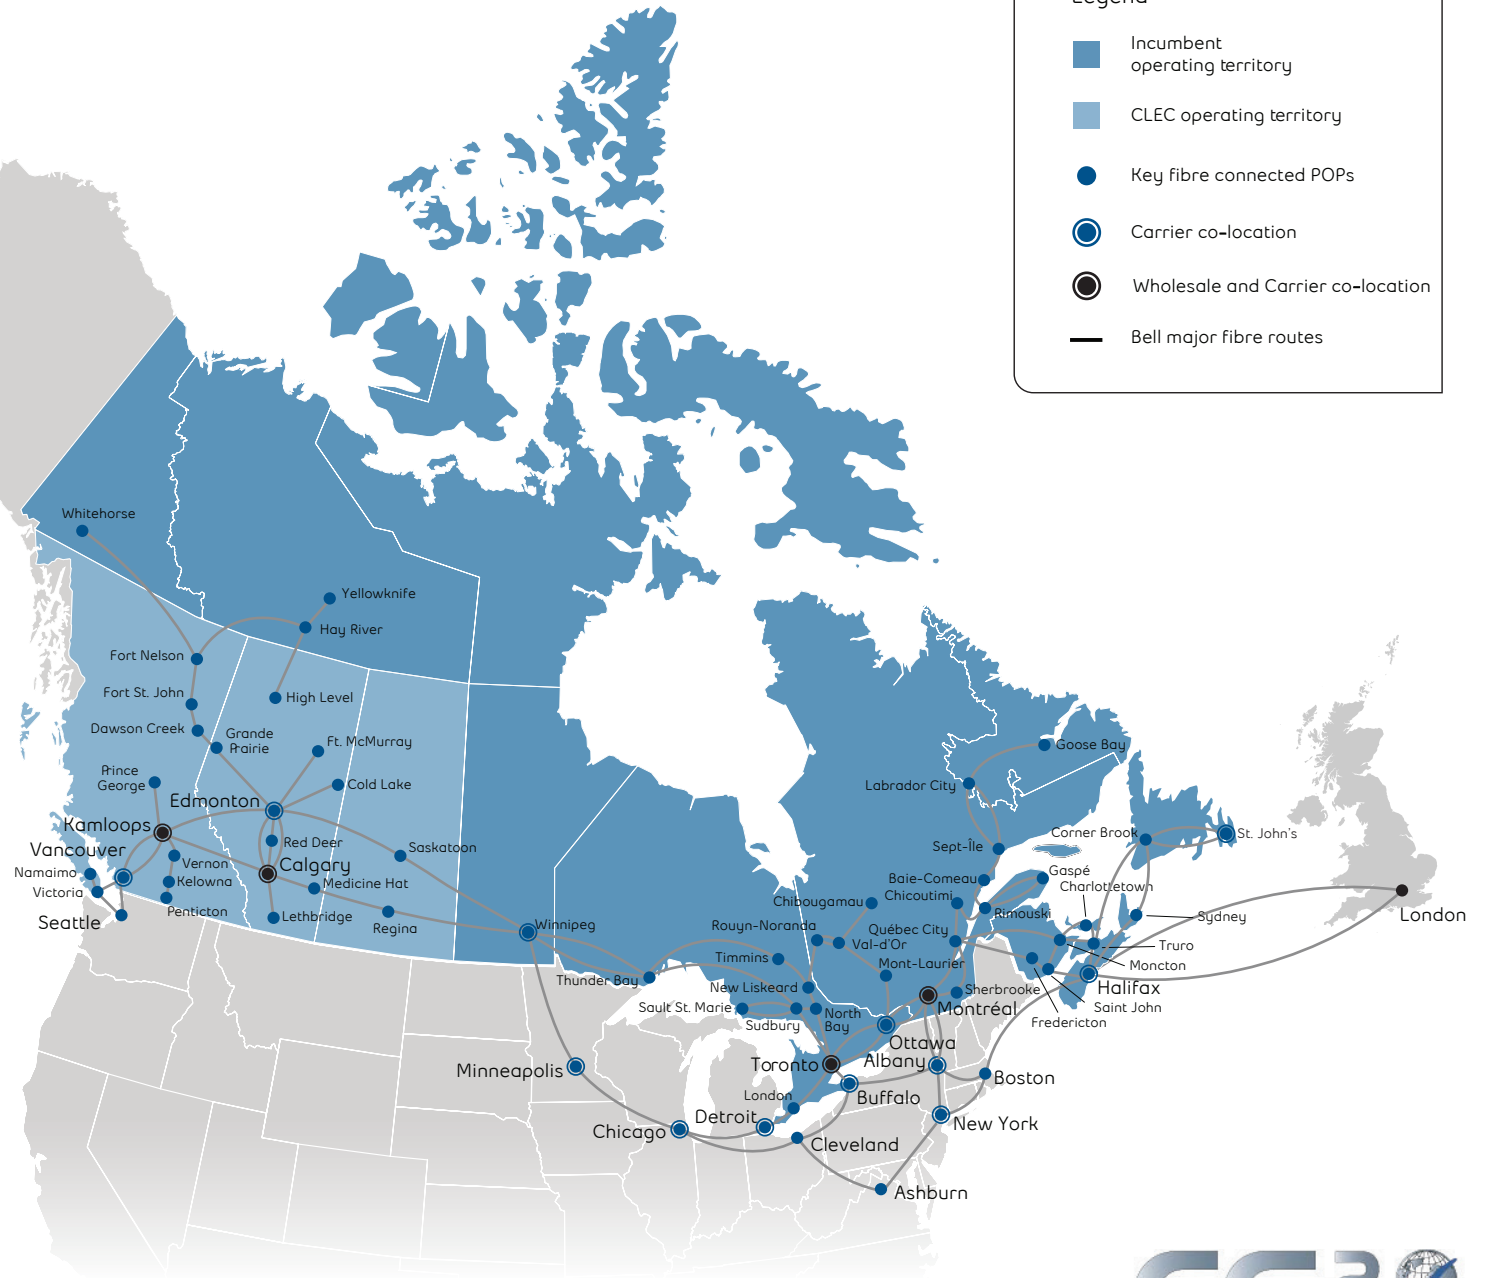 Legend
Incumbent
operating territory
CLEC operating territory
Key fibre connected POPs
Carrier co-location
Wholesale and Carrier co-location
Bell major fibre routes
Whitehorse
Yellowknife
Hay River
Fort Nelson
High Level
Fort St. John
Dawson Creek
Grande
Prairie
Ft. McMurray
Prince
George
Cold Lake
Edmonton
Kamloops
Vancouver
Red Deer
Saskatoon
Calgary
Vernon
Namaimo
Kelowna
Medicine Hat
Victoria
Penticton
Lethbridge
Seattle
Regina
Winnipeg
Goose Bay
Labrador City
Corner Brook
St. John's
Sept-Île
Gaspé
Baie-Comeau
Charlottetown
Chicoutimi
Chibougamau
Rimouski
Sydney
London
Rouyn-Noranda
Québec City
Val-d'Or
Truro
Timmins
Mont-Laurier
Moncton
Thunder Bay
New Liskeard
Sherbrooke
Halifax
Sault St. Marie
North
Bay
Montréal
Saint John
Sudbury
Fredericton
Ottawa
Toronto
Albany
Minneapolis
Boston
London
Buffalo
Detroit
New York
Chicago
Cleveland
Ashburn